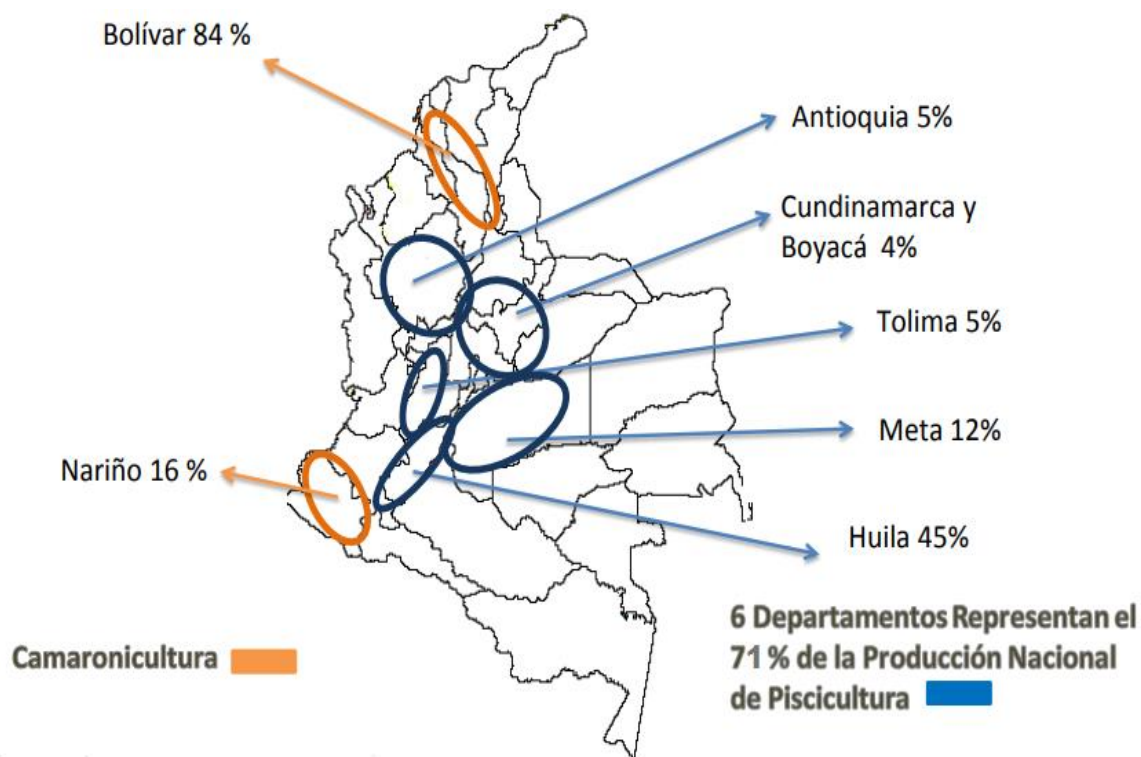 Bolívar 84 %
Antioquia 5%
Cundinamarca y
Boyacá 4%
Tolima 5%
Meta 12%
Nariño 16 %
Huila 45%
6 Departamentos Representan el
71 % de la Producción Nacional
de Piscicultura
Camaronicultura